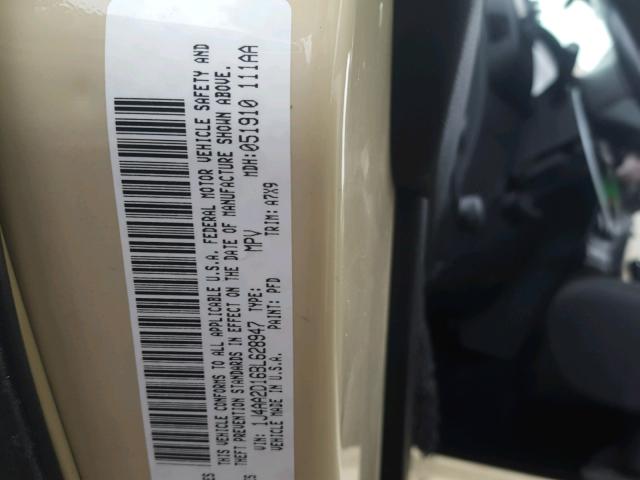 THIS VEHICLE CONFORMS TO ALL APPLICABLE U.S.A. FEDERAL MOTOR VEHICLE SAFETY AND
THEFT PREVENTION STANDARDS IN EFFECT ON THE DATE OF MANUFACTURE SHOWN ABOVE.
VIN: 1J4AA2D16BL628947 TYPE: MPV MDH: 051910 111AA
VEHICLE MADE IN U.S.A. PAINT: PFD TRIM: A7X9